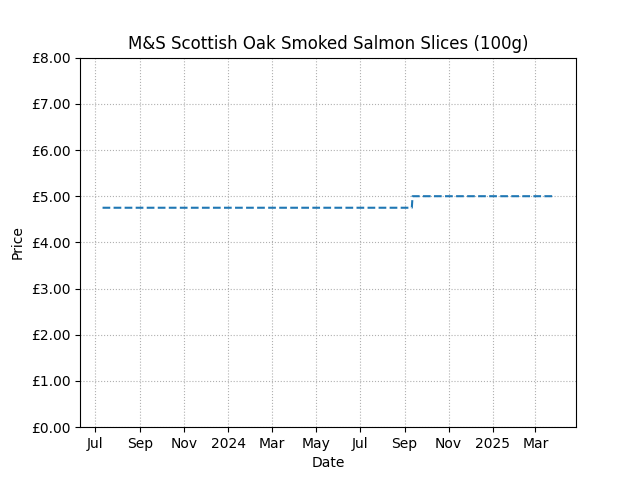 M&S Scottish Oak Smoked Salmon Slices (100g)
£8.00
£7.00
£6.00
£5.00
£4.00
£3.00
£2.00
£1.00
£0.00
Price
Jul Sep Nov 2024 Mar May Jul Sep Nov 2025 Mar
Date